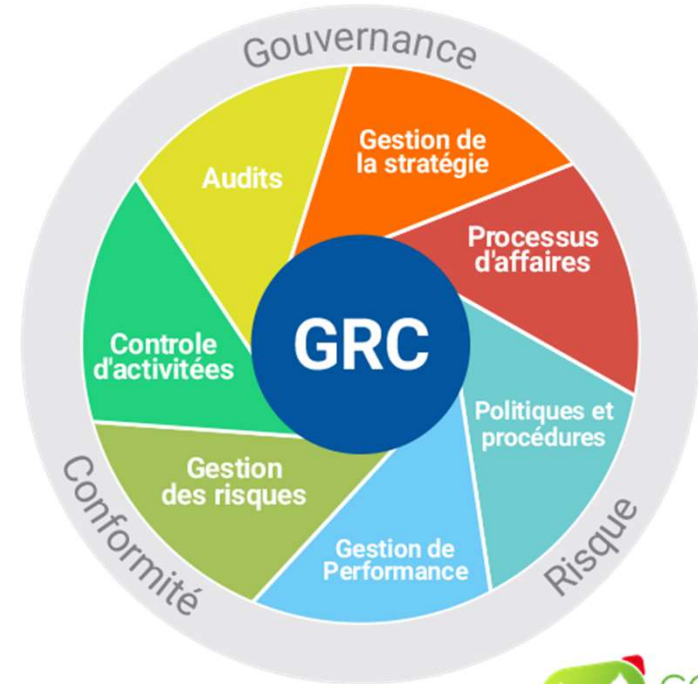 Gouvernance
Gestion de
la stratégie
Audits
Processus
d'affaires
GRC
Controle
d'activitées
Politiques et
procédures
Gestion
des risques
Gestion de
Performance
Conformité
Risque